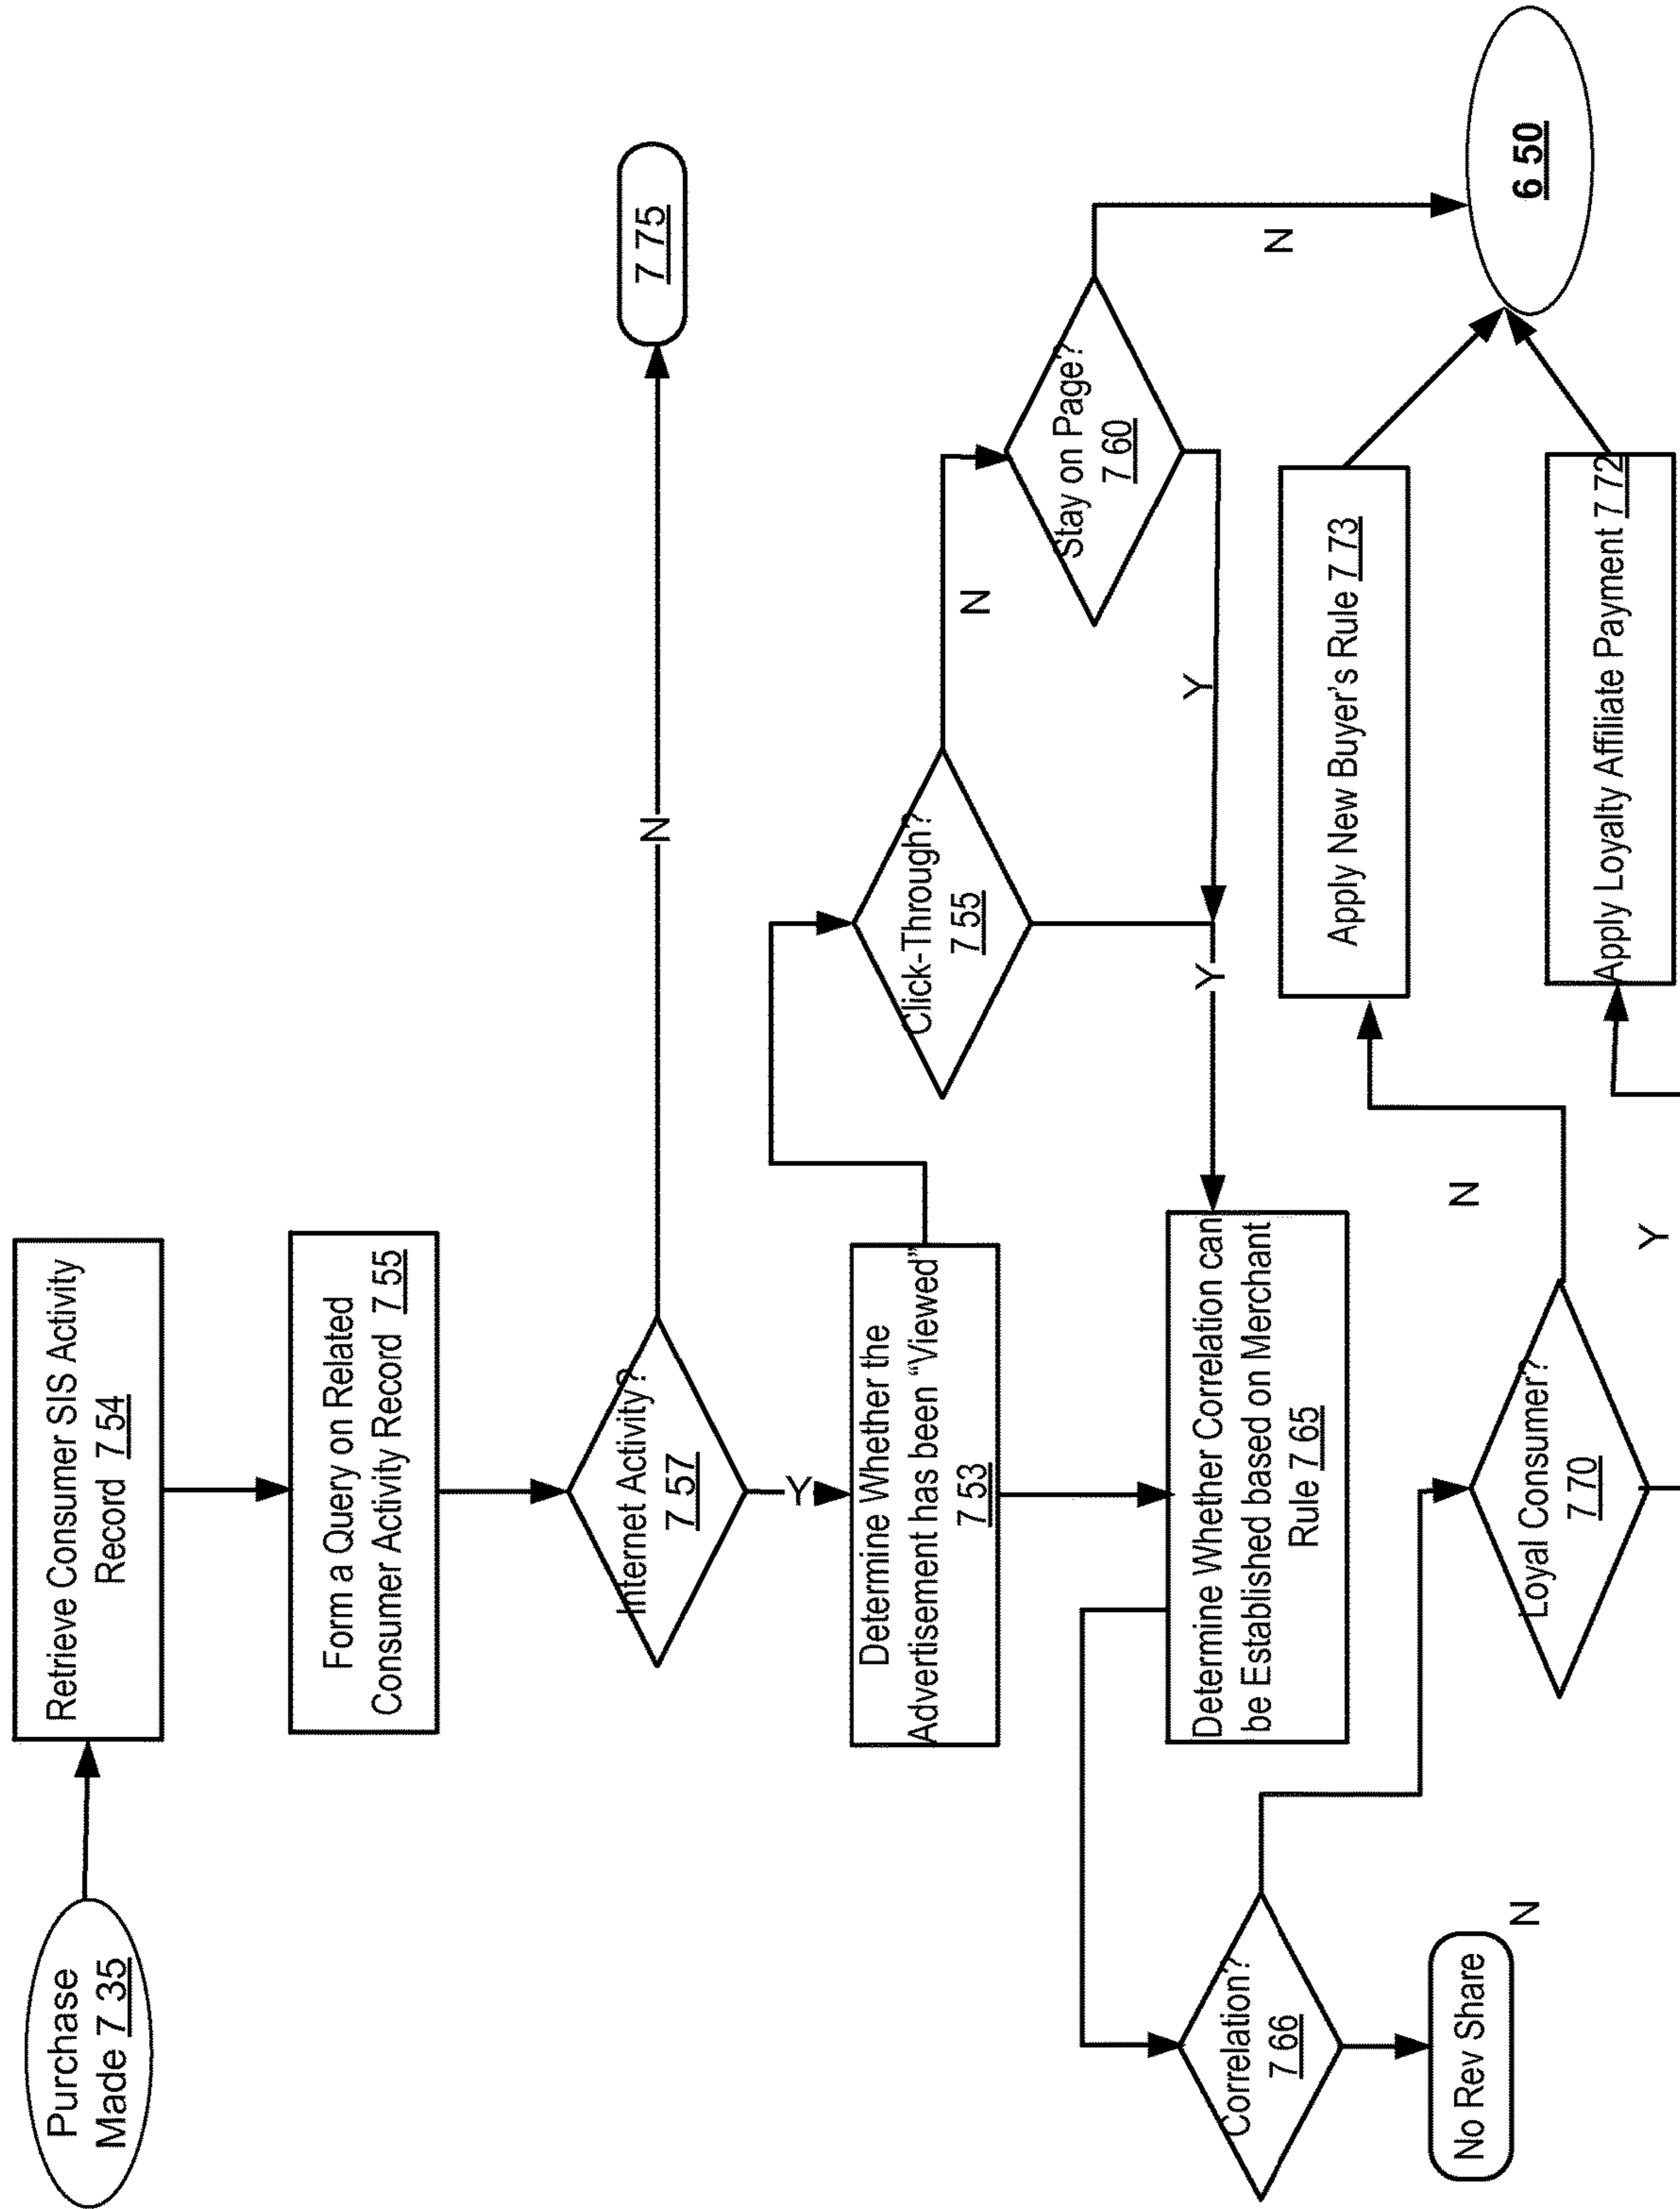 Purchase
Made 7 35
Retrieve Consumer SIS Activity
Record 7 54
Form a Query on Related
Consumer Activity Record 7 55
Internet Activity?
7 57
N
7 75
Y
Determine Whether the
Advertisement has been “Viewed”
7 53
Click-Through?
7 55
N
Stay on Page?
7 60
N
Y
Y
Determine Whether Correlation can
be Established based on Merchant
Rule 7 65
Correlation?
7 66
No Rev Share
N
Loyal Consumer?
7 70
N
Y
Apply New Buyer’s Rule 7 73
Apply Loyalty Affiliate Payment 7 72
6 50